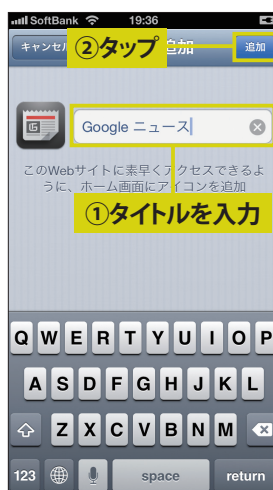 SoftBank 19:36
キャンセル 追加 追加
②タップ
Google ニュース
このWebサイトに素早くアクセスできるよ
うに、ホーム画面にアイコンを追加
①タイトルを入力
Q W E R T Y U I O P
A S D F G H J K L
Z X C V B N M
123 space return